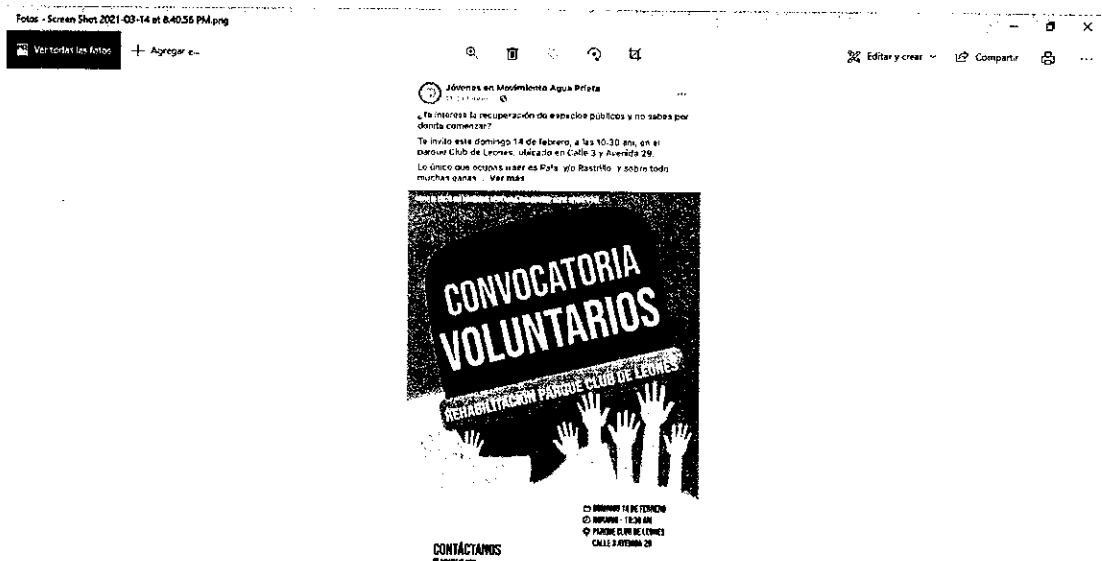 Fotos - Screen Shot 2021-03-14 at 8.40.56 PM.png
Ver todas las fotos
Agregar e...
Editar y crear
Compartir
Jóvenes en Movimiento Agua Prieta
¿Te interesa la recuperación de espacios públicos y no sabes por
donde comenzar?
Te invito este domingo 14 de febrero, a las 10-30 am, en el
parque Club de Leones, ubicado en Calle 3 y Avenida 29.
Lo único que ocupas traer es Pala y/o Rastrillo y sobre todo
muchas ganas ... Ver más
CONVOCATORIA
VOLUNTARIOS
REHABILITACIÓN PARQUE CLUB DE LEONES
DOMINGO 14 DE FEBRERO
HORARIO - 10:30 AM
PARQUE CLUB DE LEONES
CALLE 3 AVENIDA 29
CONTÁCTANOS